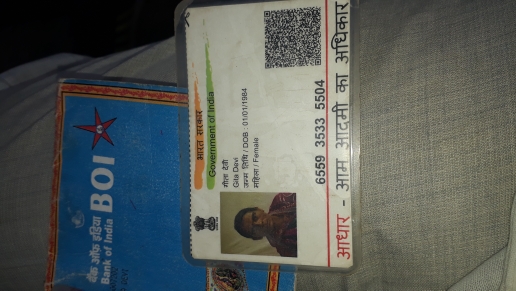 भारत सरकार
Government of India
गीता देवी
Gita Devi
जन्म तिथि / DOB : 01/01/1984
महिला / Female
6559 3533 5504
आधार - आम आदमी का अधिकार
BOI
बैंक ऑफ इंडिया
Bank of India